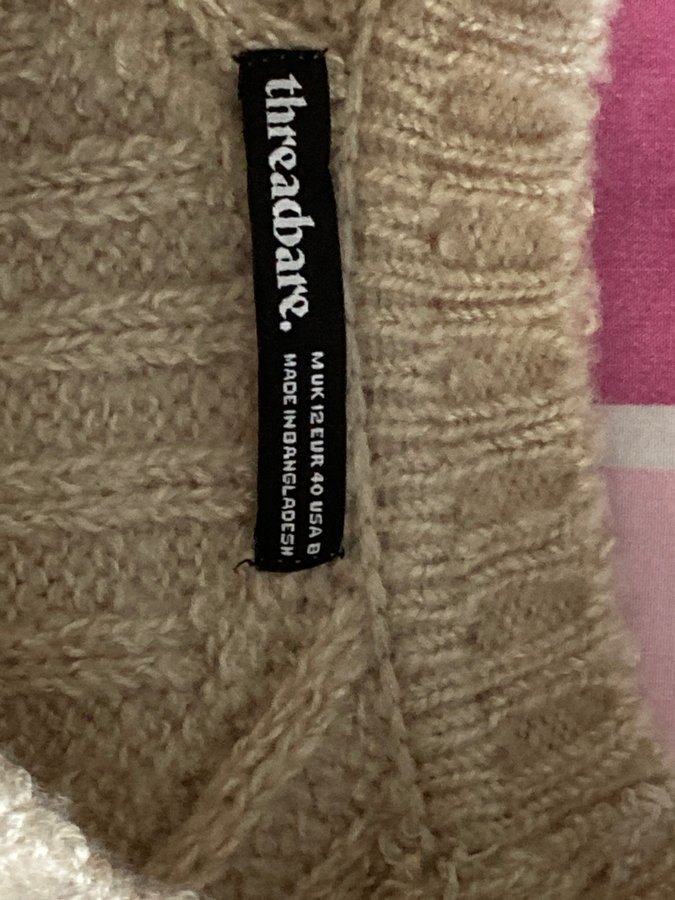 threadbare.
M UK 12 EUR 40 USA 8
MADE IN BANGLADESH